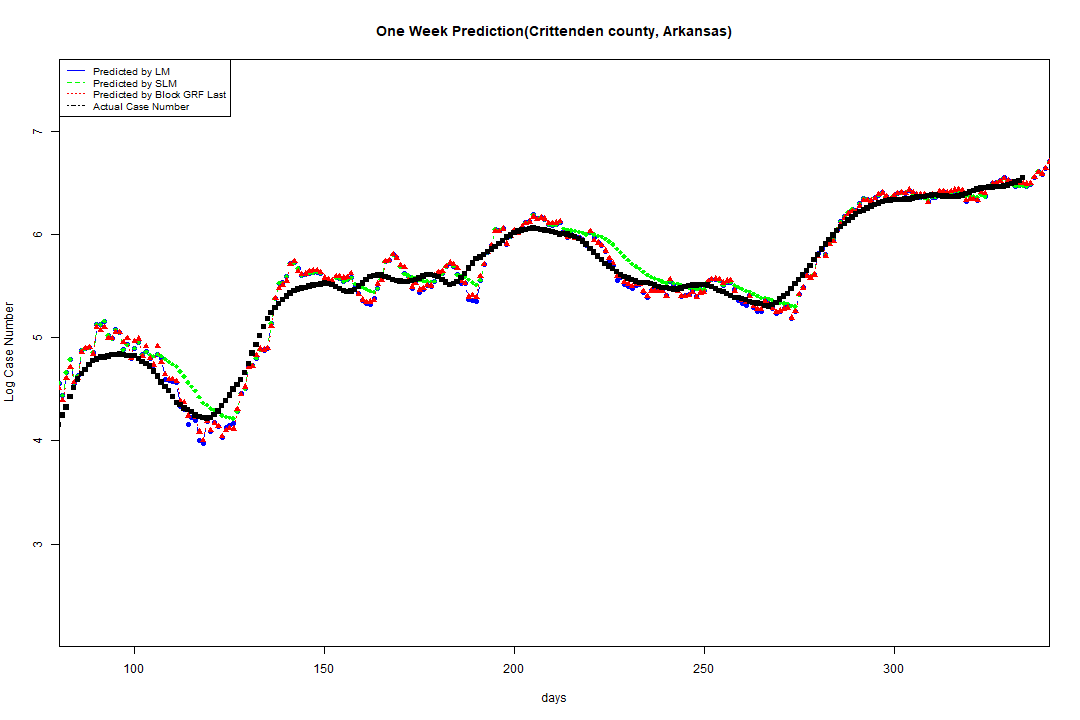 One Week Prediction(Crittenden county, Arkansas)
Predicted by LM
Predicted by SLM
Predicted by Block GRF Last
Actual Case Number
7
6
5
4
3
Log Case Number
100 150 200 250 300
days